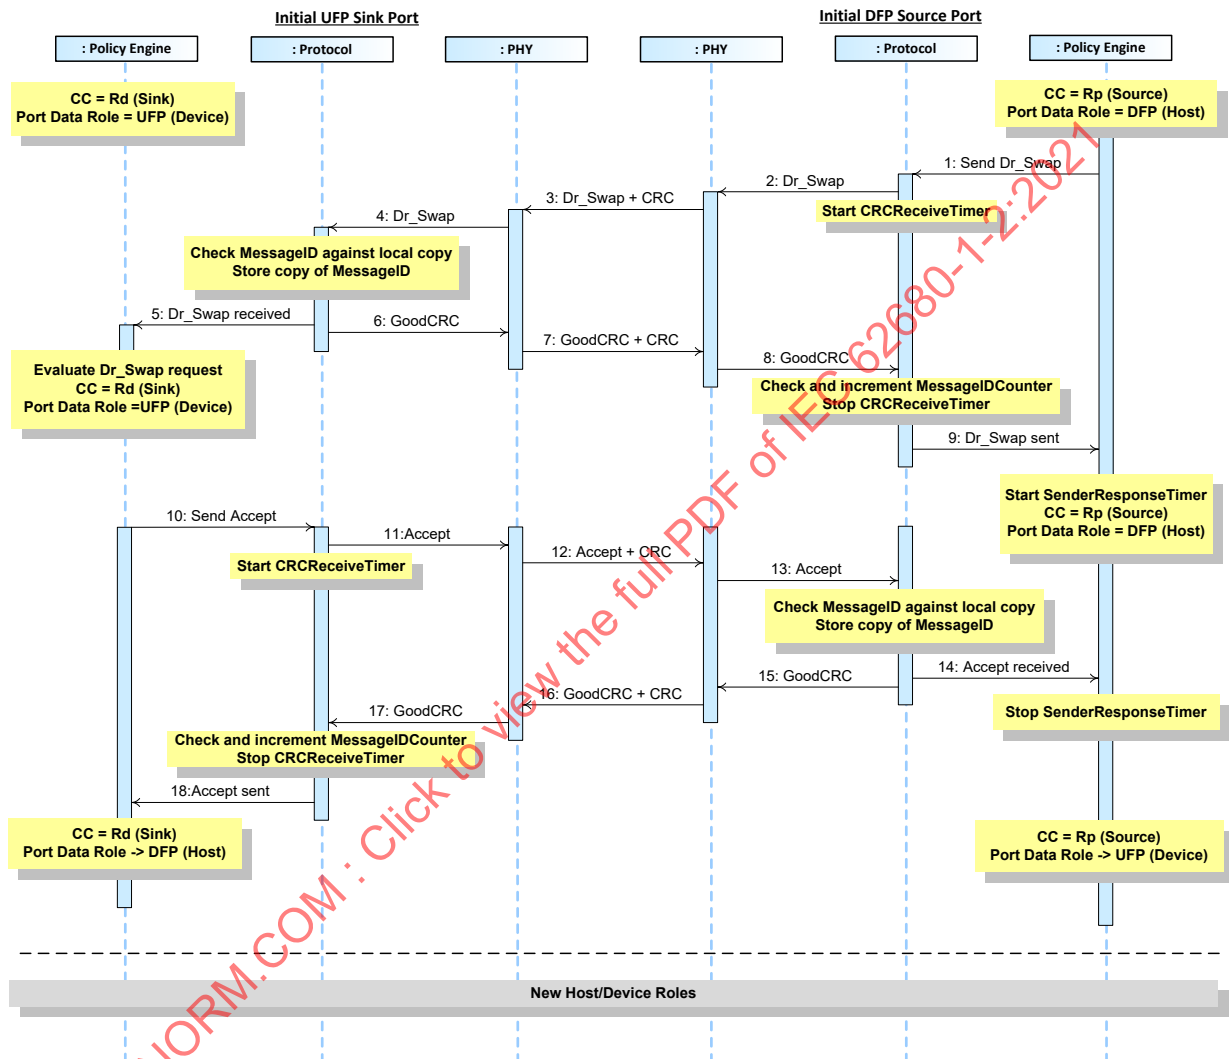 Initial UFP Sink Port
Initial DFP Source Port
: Policy Engine
: Protocol
: PHY
: PHY
: Protocol
: Policy Engine
CC = Rd (Sink)
Port Data Role = UFP (Device)
CC = Rp (Source)
Port Data Role = DFP (Host)
1: Send Dr_Swap
2: Dr_Swap
3: Dr_Swap + CRC
Start CRCReceiveTimer
4: Dr_Swap
Check MessageID against local copy
Store copy of MessageID
5: Dr_Swap received
6: GoodCRC
7: GoodCRC + CRC
8: GoodCRC
Evaluate Dr_Swap request
CC = Rd (Sink)
Port Data Role =UFP (Device)
Check and increment MessageIDCounter
Stop CRCReceiveTimer
9: Dr_Swap sent
Start SenderResponseTimer
CC = Rp (Source)
Port Data Role = DFP (Host)
10: Send Accept
11:Accept
Start CRCReceiveTimer
12: Accept + CRC
13: Accept
Check MessageID against local copy
Store copy of MessageID
14: Accept received
15: GoodCRC
16: GoodCRC + CRC
17: GoodCRC
Stop SenderResponseTimer
Check and increment MessageIDCounter
Stop CRCReceiveTimer
18:Accept sent
CC = Rd (Sink)
Port Data Role -> DFP (Host)
CC = Rp (Source)
Port Data Role -> UFP (Device)
New Host/Device Roles
NORM.COM : Click to view the full PDF of IEC 62680-1-2:2021